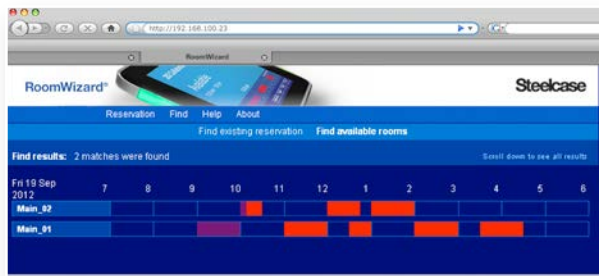 http://192.168.100.23
RoomWizard
RoomWizard®
Steelcase
Reservation Find Help About
Find existing reservation Find available rooms
Find results: 2 matches were found
Scroll down to see all results
Fri 19 Sep
2012
7 8 9 10 11 12 1 2 3 4 5 6
Main_02
Main_01